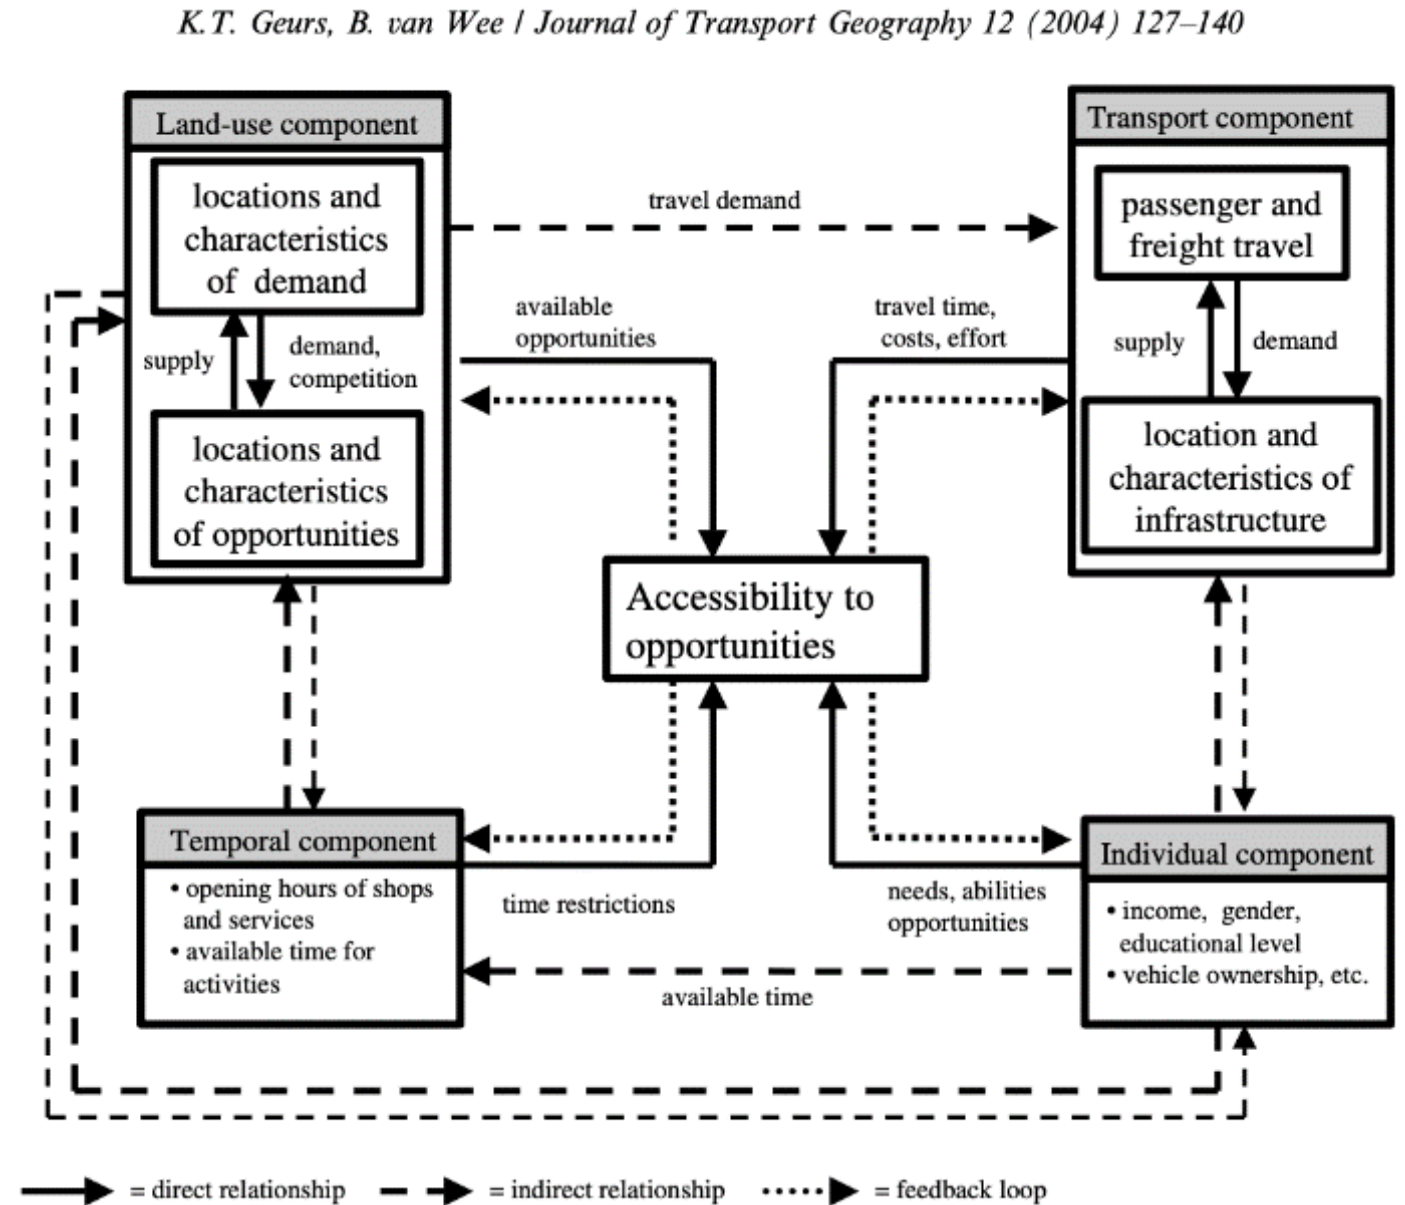 K.T. Geurs, B. van Wee / Journal of Transport Geography 12 (2004) 127–140
Land-use component
locations and
characteristics
of demand
supply
demand,
competition
locations and
characteristics
of opportunities
travel demand
available
opportunities
travel time,
costs, effort
Transport component
passenger and
freight travel
supply
demand
location and
characteristics of
infrastructure
Accessibility to
opportunities
Temporal component
• opening hours of shops
and services
• available time for
activities
time restrictions
needs, abilities
opportunities
available time
Individual component
• income, gender,
educational level
• vehicle ownership, etc.
= direct relationship
= indirect relationship
= feedback loop